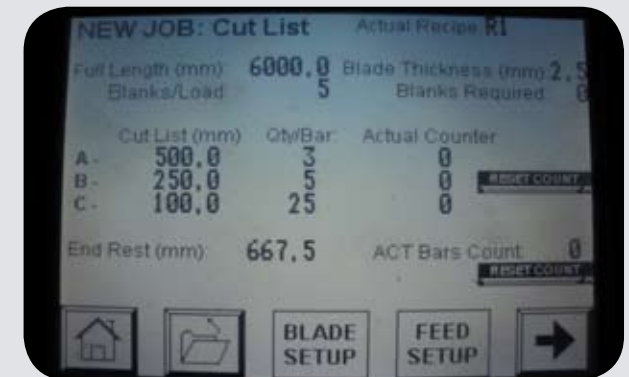 NEW JOB: Cut List Actual Recipe R1
Full Length (mm): 6000.0 Blade Thickness (mm) 2.5
Blanks/Load 5 Blanks Required 0
Cut List (mm) Qty/Bar: Actual Counter
A - 500.0 3 0
B - 250.0 5 0 RESET COUNT
C - 100.0 25 0
End Rest (mm): 667.5 ACT Bars Count 0
RESET COUNT
BLADE SETUP FEED SETUP